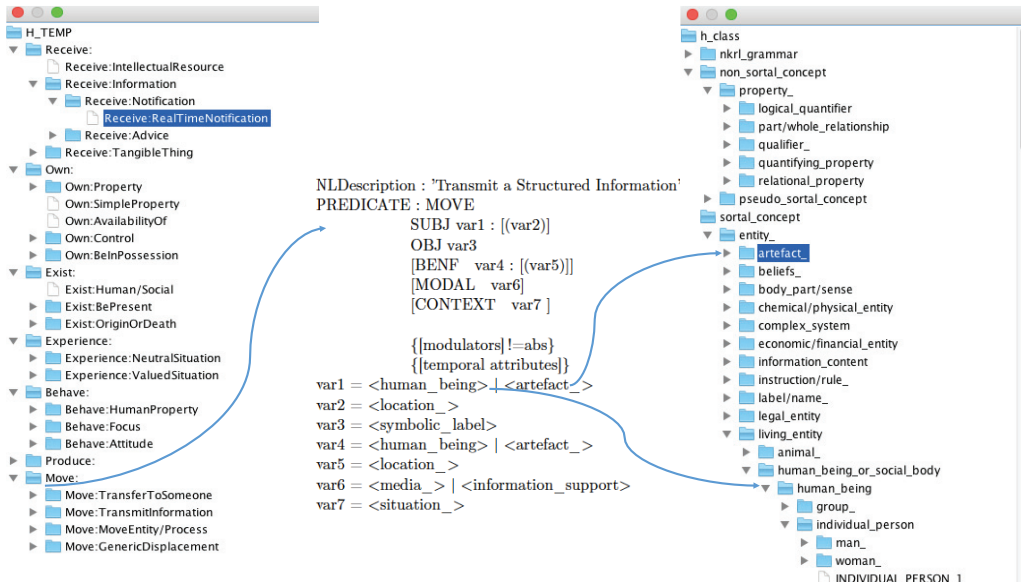 H_TEMP
Receive:
Receive:IntellectualResource
Receive:Information
Receive:Notification
Receive:RealTimeNotification
Receive:Advice
Receive:TangibleThing
Own:
Own:Property
Own:SimpleProperty
Own:AvailabilityOf
Own:Control
Own:BeInPossession
Exist:
Exist:Human/Social
Exist:BePresent
Exist:OriginOrDeath
Experience:
Experience:NeutralSituation
Experience:ValuedSituation
Behave:
Behave:HumanProperty
Behave:Focus
Behave:Attitude
Produce:
Move:
Move:TransferToSomeone
Move:TransmitInformation
Move:MoveEntity/Process
Move:GenericDisplacement
NLDescription : 'Transmit a Structured Information'
PREDICATE : MOVE
SUBJ var1 : [(var2)]
OBJ var3
[BENF var4 : [(var5)]]
[MODAL var6]
[CONTEXT var7 ]
{[modulators] !=abs}
{[temporal attributes]}
var1 = <human_being> | <artefact_>
var2 = <location_>
var3 = <symbolic_label>
var4 = <human_being> | <artefact_>
var5 = <location_>
var6 = <media_> | <information_support>
var7 = <situation_>
h_class
nkrl_grammar
non_sortal_concept
property_
logical_quantifier
part/whole_relationship
qualifier_
quantifying_property
relational_property
pseudo_sortal_concept
sortal_concept
entity_
artefact_
beliefs_
body_part/sense
chemical/physical_entity
complex_system
economic/financial_entity
information_content
instruction/rule_
label/name_
legal_entity
living_entity
animal_
human_being_or_social_body
human_being
group_
individual_person
man_
woman_
INDIVIDUAL_PERSON_1